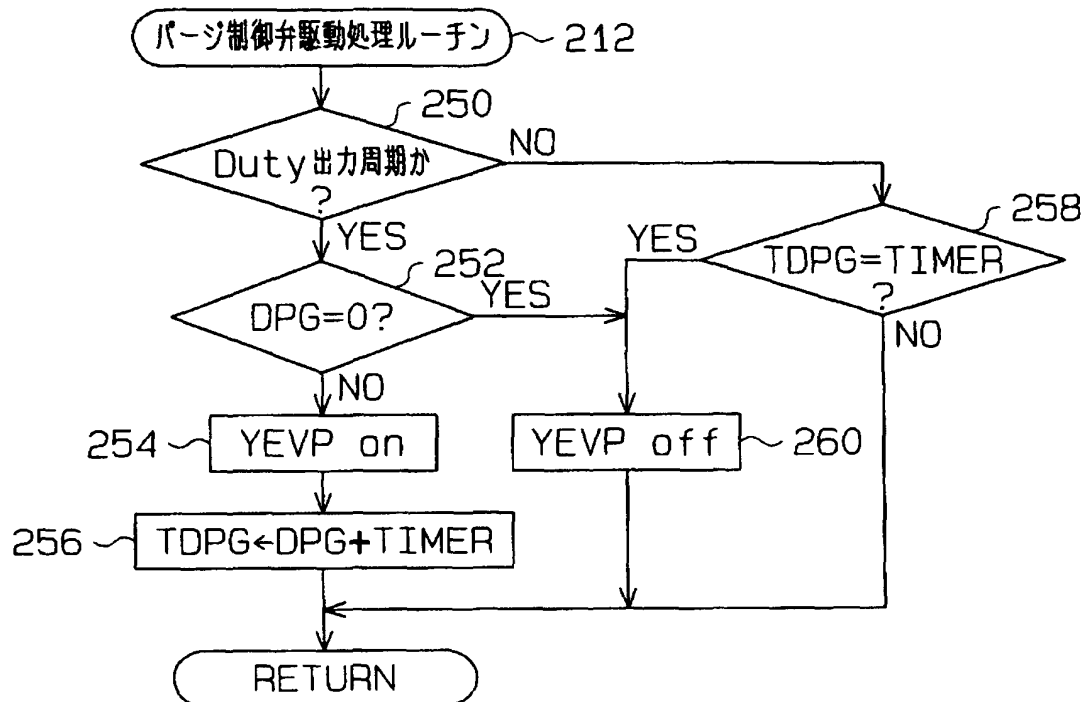 パージ制御弁駆動処理ルーチン
212
250
Duty出力周期か
?
NO
YES
258
TDPG=TIMER
?
YES
NO
252
DPG=0?
YES
NO
254
YEVP on
YEVP off
260
256
TDPG←DPG+TIMER
RETURN